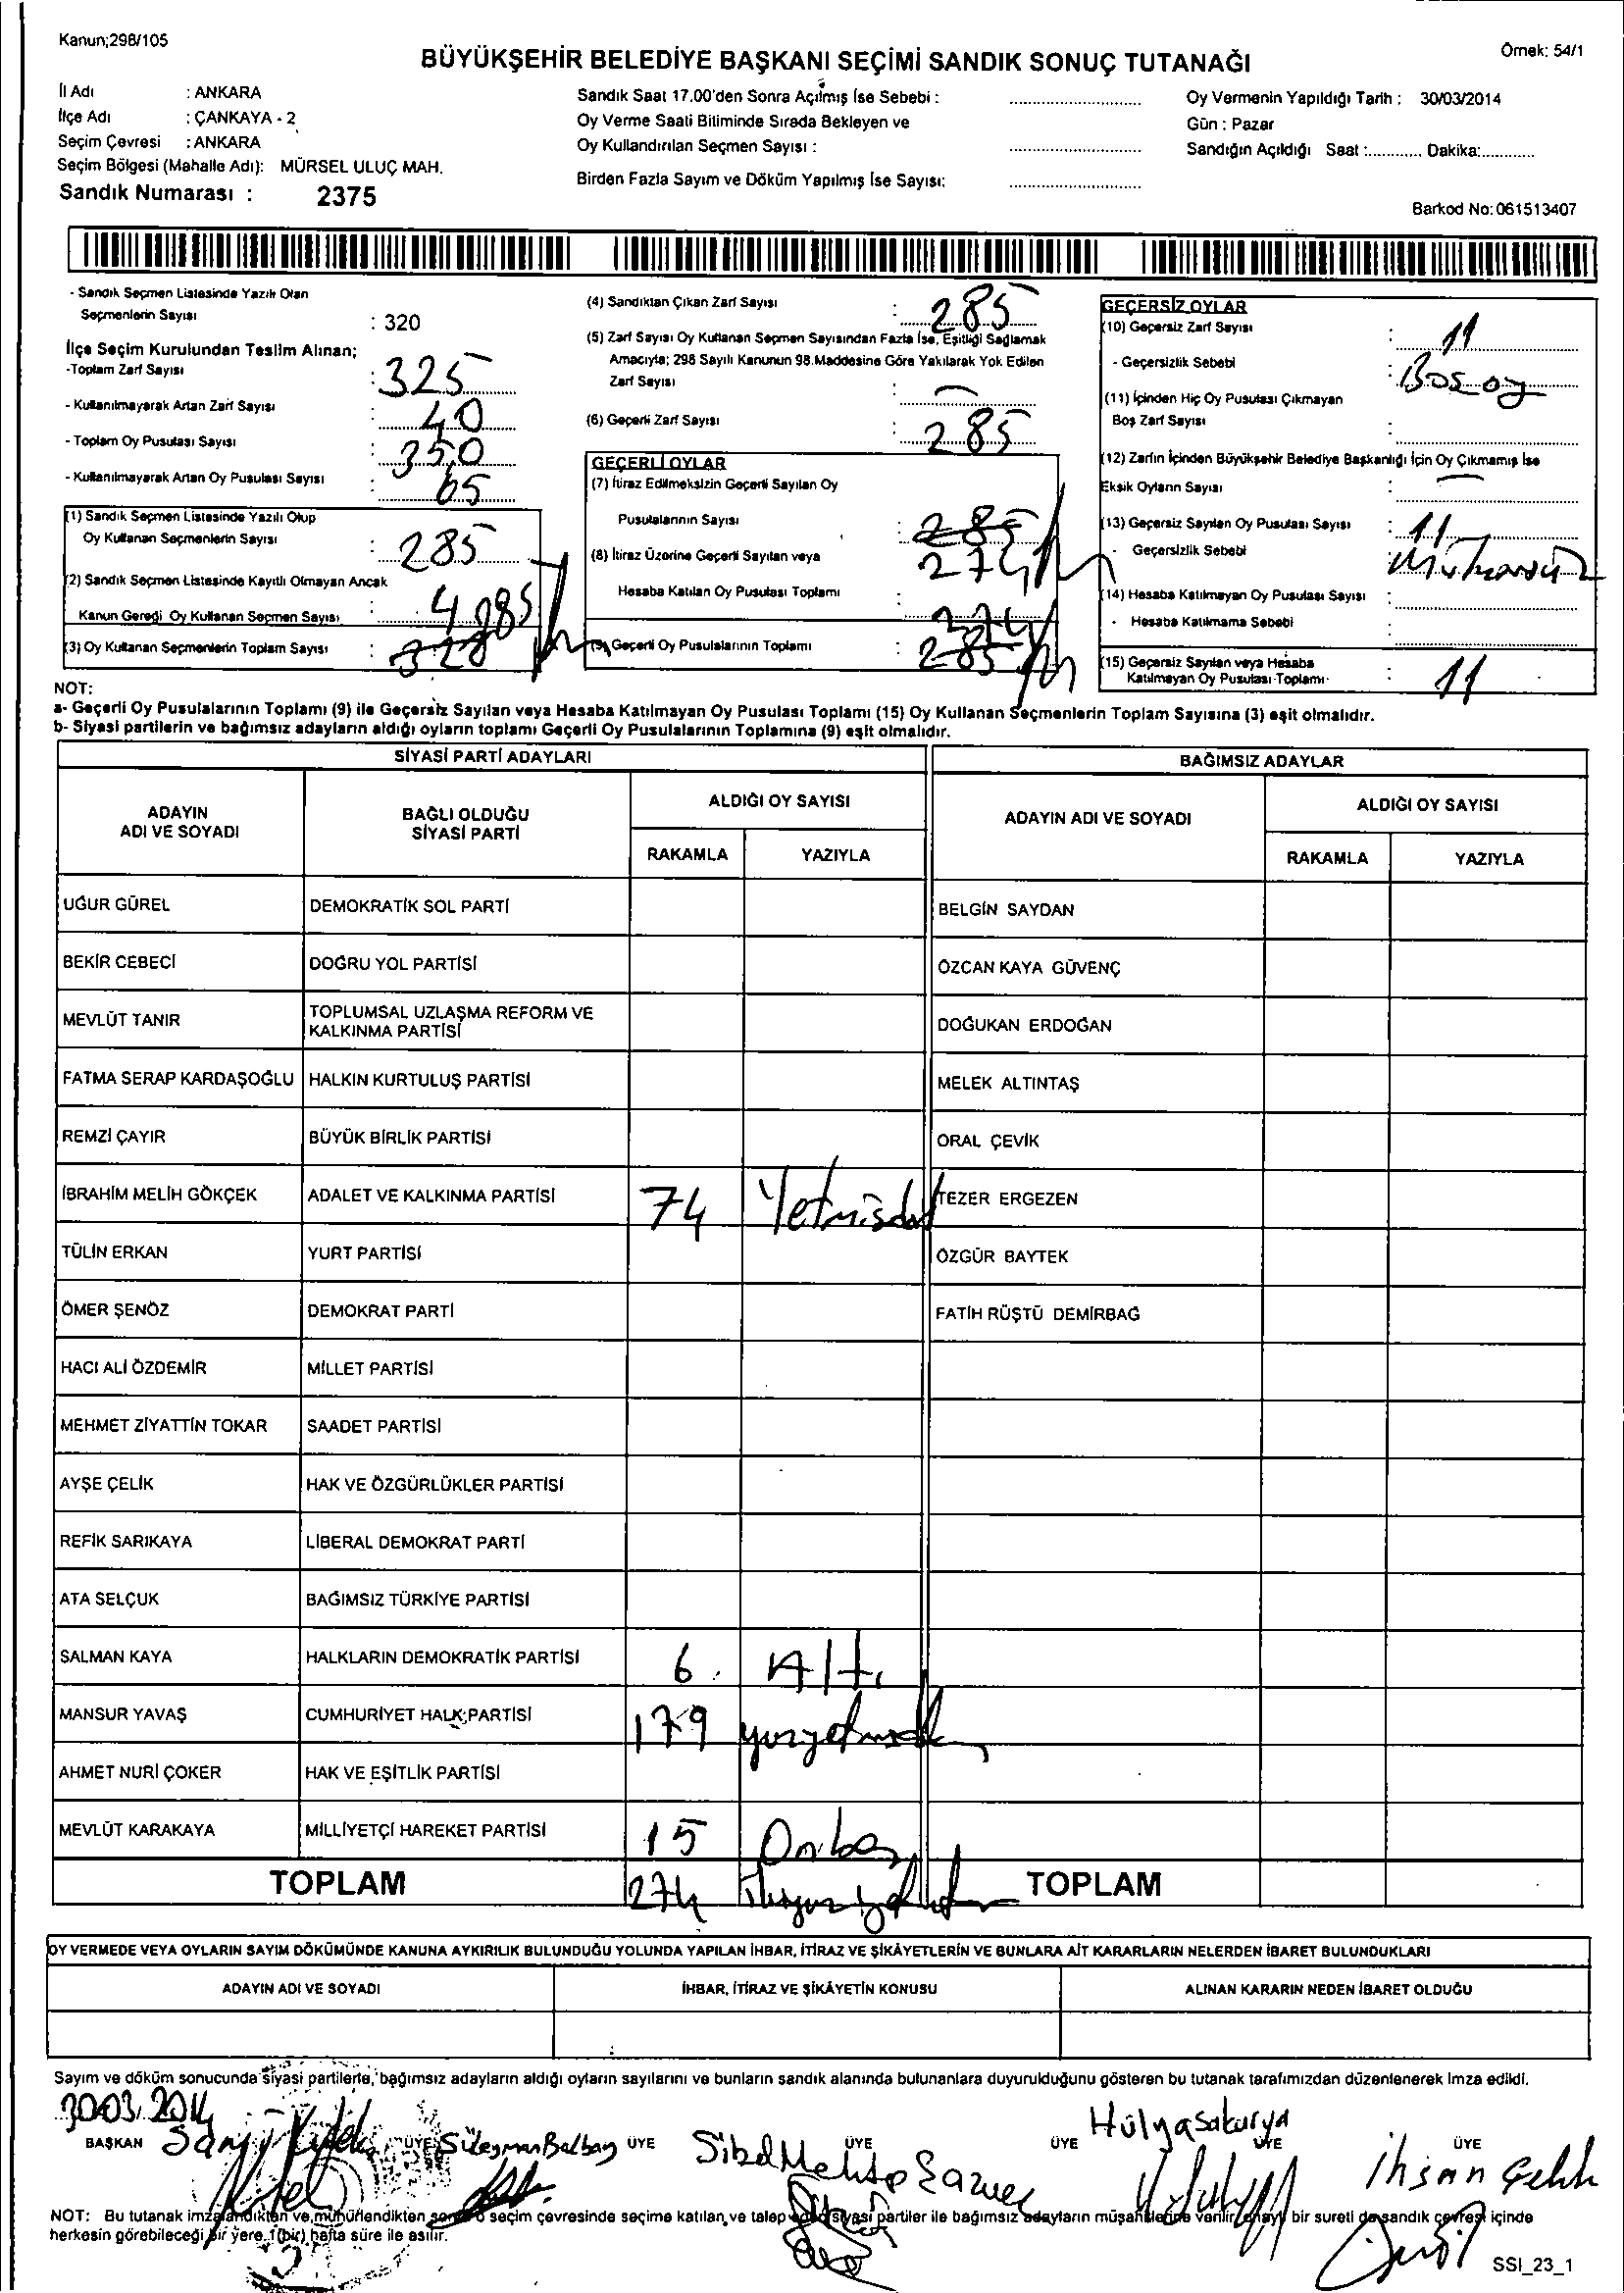 Kanun;298/105
Örnek: 54/1
BÜYÜKŞEHİR BELEDİYE BAŞKANI SEÇİMİ SANDIK SONUÇ TUTANAĞI
İl Adı : ANKARA
İlçe Adı : ÇANKAYA - 2
Seçim Çevresi : ANKARA
Seçim Bölgesi (Mahalle Adı): MÜRSEL ULUÇ MAH.
Sandık Numarası : 2375
Sandık Saat 17.00'den Sonra Açılmış İse Sebebi :
Oy Verme Saati Bitiminde Sırada Bekleyen ve
Oy Kullandırılan Seçmen Sayısı :
Birden Fazla Sayım ve Döküm Yapılmış İse Sayısı:
Oy Vermenin Yapıldığı Tarih : 30/03/2014
Gün : Pazar
Sandığın Açıldığı Saat :............ Dakika:............
Barkod No:061513407
- Sandık Seçmen Listesinde Yazılı Olan
Seçmenlerin Sayısı : 320
İlçe Seçim Kurulundan Teslim Alınan;
-Toplam Zarf Sayısı : 325
- Kullanılmayarak Artan Zarf Sayısı : 40
- Toplam Oy Pusulası Sayısı : 350
- Kullanılmayarak Artan Oy Pusulası Sayısı : 65
(1) Sandık Seçmen Listesinde Yazılı Olup
Oy Kullanan Seçmenlerin Sayısı : 285
(2) Sandık Seçmen Listesinde Kayıtlı Olmayan Ancak
Kanun Gereği Oy Kullanan Seçmen Sayısı
(3) Oy Kullanan Seçmenlerin Toplam Sayısı : 285
(4) Sandıktan Çıkan Zarf Sayısı : 285
(5) Zarf Sayısı Oy Kullanan Seçmen Sayısından Fazla İse, Eşitliği Sağlamak
Amacıyla; 298 Sayılı Kanunun 98.Maddesine Göre Yakılarak Yok Edilen
Zarf Sayısı : -
(6) Geçerli Zarf Sayısı : 285
GEÇERLİ OYLAR
(7) İtiraz Edilmeksizin Geçerli Sayılan Oy
Pusulalarının Sayısı : 285
274
(8) İtiraz Üzerine Geçerli Sayılan veya
Hesaba Katılan Oy Pusulası Toplamı :
274
(9) Geçerli Oy Pusulalarının Toplamı : 285
GEÇERSİZ OYLAR
(10) Geçersiz Zarf Sayısı : 11
- Geçersizlik Sebebi : Boş oy
(11) İçinden Hiç Oy Pusulası Çıkmayan
Boş Zarf Sayısı :
(12) Zarfın İçinden Büyükşehir Belediye Başkanlığı İçin Oy Çıkmamış İse
Eksik Oyların Sayısı : -
(13) Geçersiz Sayılan Oy Pusulası Sayısı : 11
- Geçersizlik Sebebi
(14) Hesaba Katılmayan Oy Pusulası Sayısı :
- Hesaba Katılmama Sebebi :
(15) Geçersiz Sayılan veya Hesaba
Katılmayan Oy Pusulası Toplamı : 11
NOT:
a- Geçerli Oy Pusulalarının Toplamı (9) ile Geçersiz Sayılan veya Hesaba Katılmayan Oy Pusulası Toplamı (15) Oy Kullanan Seçmenlerin Toplam Sayısına (3) eşit olmalıdır.
b- Siyasi partilerin ve bağımsız adayların aldığı oyların toplamı Geçerli Oy Pusulalarının Toplamına (9) eşit olmalıdır.
SİYASİ PARTİ ADAYLARI
ADAYIN ADI VE SOYADI
BAĞLI OLDUĞU SİYASİ PARTİ
ALDIĞI OY SAYISI
RAKAMLA YAZIYLA
UĞUR GÜREL DEMOKRATİK SOL PARTİ
BEKİR CEBECİ DOĞRU YOL PARTİSİ
MEVLÜT TANIR TOPLUMSAL UZLAŞMA REFORM VE
KALKINMA PARTİSİ
FATMA SERAP KARDAŞOĞLU HALKIN KURTULUŞ PARTİSİ
REMZİ ÇAYIR BÜYÜK BİRLİK PARTİSİ
İBRAHİM MELİH GÖKÇEK ADALET VE KALKINMA PARTİSİ 74 Yetmişdört
TÜLİN ERKAN YURT PARTİSİ
ÖMER ŞENÖZ DEMOKRAT PARTİ
HACI ALİ ÖZDEMİR MİLLET PARTİSİ
MEHMET ZİYATTİN TOKAR SAADET PARTİSİ
AYŞE ÇELİK HAK VE ÖZGÜRLÜKLER PARTİSİ
REFİK SARIKAYA LİBERAL DEMOKRAT PARTİ
ATA SELÇUK BAĞIMSIZ TÜRKİYE PARTİSİ
SALMAN KAYA HALKLARIN DEMOKRATİK PARTİSİ 6 Altı
MANSUR YAVAŞ CUMHURİYET HALK PARTİSİ 179
AHMET NURİ ÇOKER HAK VE EŞİTLİK PARTİSİ
MEVLÜT KARAKAYA MİLLİYETÇİ HAREKET PARTİSİ 15 Onbeş
TOPLAM 274
BAĞIMSIZ ADAYLAR
ADAYIN ADI VE SOYADI
ALDIĞI OY SAYISI
RAKAMLA YAZIYLA
BELGİN SAYDAN
ÖZCAN KAYA GÜVENÇ
DOĞUKAN ERDOĞAN
MELEK ALTINTAŞ
ORAL ÇEVİK
TEZER ERGEZEN
ÖZGÜR BAYTEK
FATİH RÜŞTÜ DEMİRBAĞ
TOPLAM
OY VERMEDE VEYA OYLARIN SAYIM DÖKÜMÜNDE KANUNA AYKIRILIK BULUNDUĞU YOLUNDA YAPILAN İHBAR, İTİRAZ VE ŞİKÂYETLERİN VE BUNLARA AİT KARARLARIN NELERDEN İBARET BULUNDUKLARI
ADAYIN ADI VE SOYADI İHBAR, İTİRAZ VE ŞİKÂYETİN KONUSU ALINAN KARARIN NEDEN İBARET OLDUĞU
Sayım ve döküm sonucunda siyasi partilerle, bağımsız adayların aldığı oyların sayılarını ve bunların sandık alanında bulunanlara duyurulduğunu gösteren bu tutanak tarafımızdan düzenlenerek imza edildi.
30.03.2014
BAŞKAN ÜYE Süleyman Balbay ÜYE Sibel Mehtap ÜYE ÜYE Hülya Sakarya ÜYE ÜYE İhsan Çelik
NOT: Bu tutanak imzalandıktan ve mühürlendikten sonra o seçim çevresinde seçime katılan ve talep eden siyasi partiler ile bağımsız adayların müşahitlerine verilir, onaylı bir sureti de sandık çevresi içinde
herkesin görebileceği bir yere 1 (bir) hafta süre ile asılır.
SSI_23_1